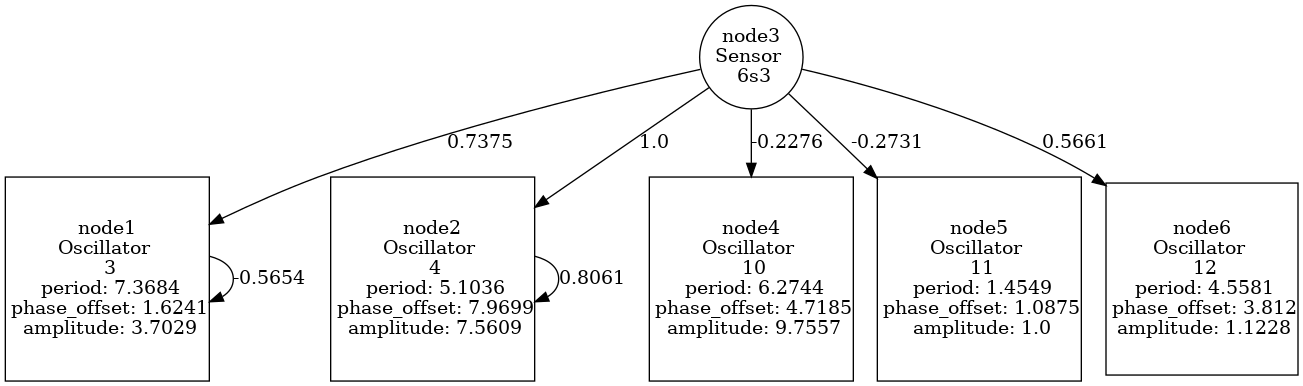 node3
Sensor
6s3
0.7375
1.0
-0.2276
-0.2731
0.5661
node1
Oscillator
3
period: 7.3684
phase_offset: 1.6241
amplitude: 3.7029
-0.5654
node2
Oscillator
4
period: 5.1036
phase_offset: 7.9699
amplitude: 7.5609
0.8061
node4
Oscillator
10
period: 6.2744
phase_offset: 4.7185
amplitude: 9.7557
node5
Oscillator
11
period: 1.4549
phase_offset: 1.0875
amplitude: 1.0
node6
Oscillator
12
period: 4.5581
phase_offset: 3.812
amplitude: 1.1228